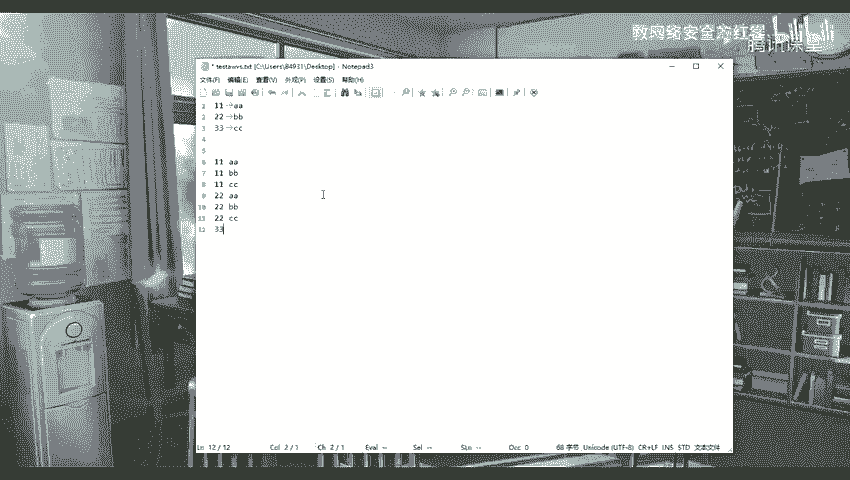 教网络安全的红客
腾讯课堂
* testawvs.txt [C:\Users\84931\Desktop] - Notepad3
文件(F) 编辑(E) 查看(V) 外观(P) 设置(S) 帮助(H)
1 11→aa
2 22→bb
3 33→cc
4
5
6 11 aa
7 11 bb
8 11 cc
9 22 aa
10 22 bb
11 22 cc
12 33
Ln 12 / 12 Col 2 / 1 Ch 2 / 1 Eval -- Sel -- SLn -- Occ 0 68 字节 Unicode (UTF-8) CR+LF INS STD 文本文件